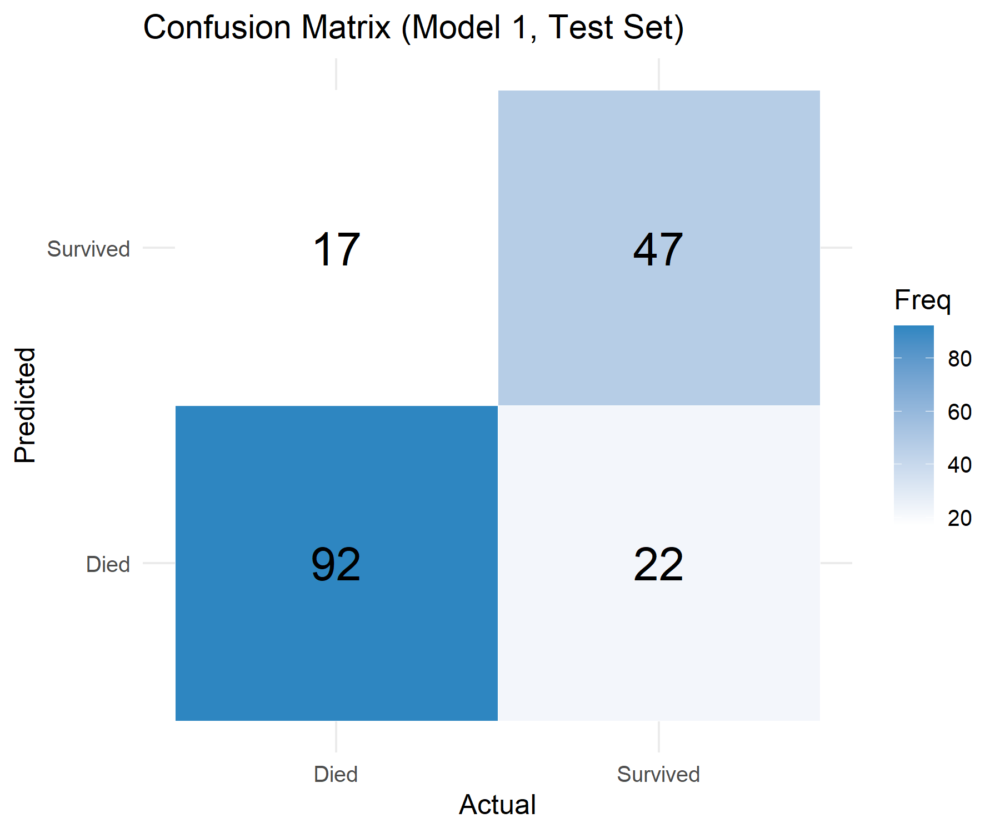 Confusion Matrix (Model 1, Test Set)
Predicted
Survived
17
47
Died
92
22
Died
Survived
Actual
Freq
80
60
40
20